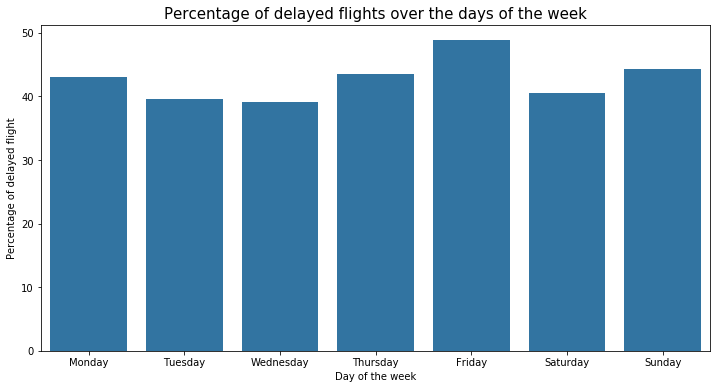 Percentage of delayed flights over the days of the week
Percentage of delayed flight
50
40
30
20
10
0
Monday Tuesday Wednesday Thursday Friday Saturday Sunday
Day of the week